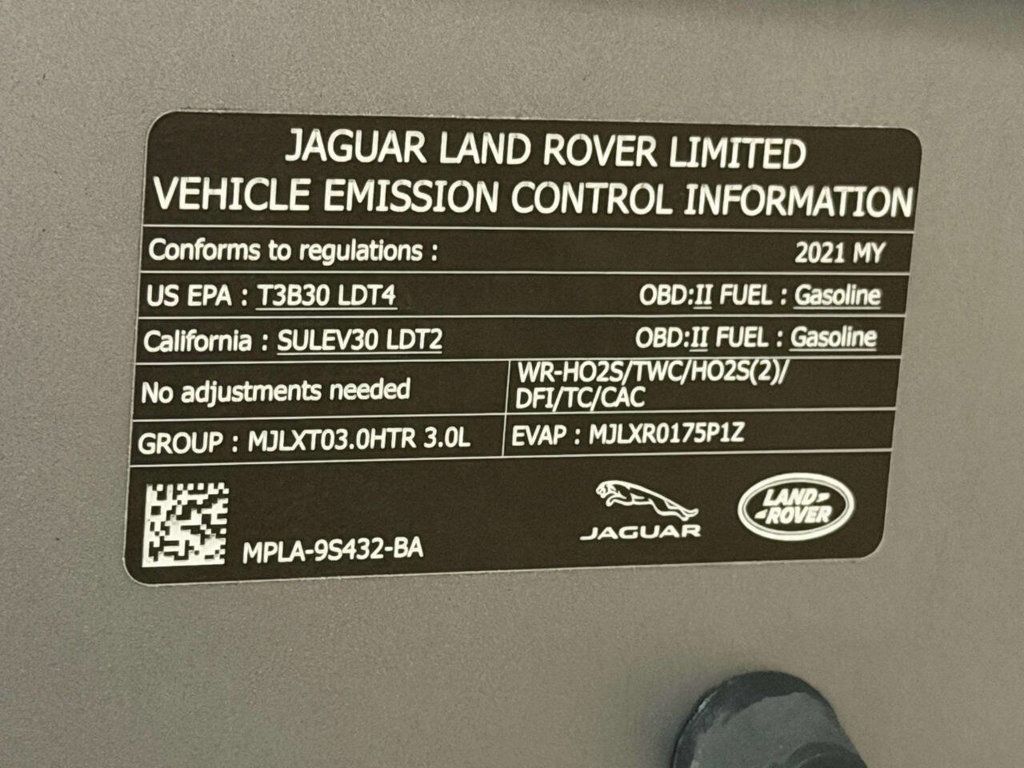 JAGUAR LAND ROVER LIMITED
VEHICLE EMISSION CONTROL INFORMATION
Conforms to regulations : 2021 MY
US EPA : T3B30 LDT4 OBD:II FUEL : Gasoline
California : SULEV30 LDT2 OBD:II FUEL : Gasoline
No adjustments needed
WR-HO2S/TWC/HO2S(2)/
DFI/TC/CAC
GROUP : MJLXT03.0HTR 3.0L EVAP : MJLXR0175P1Z
MPLA-9S432-BA
JAGUAR
LAND
ROVER